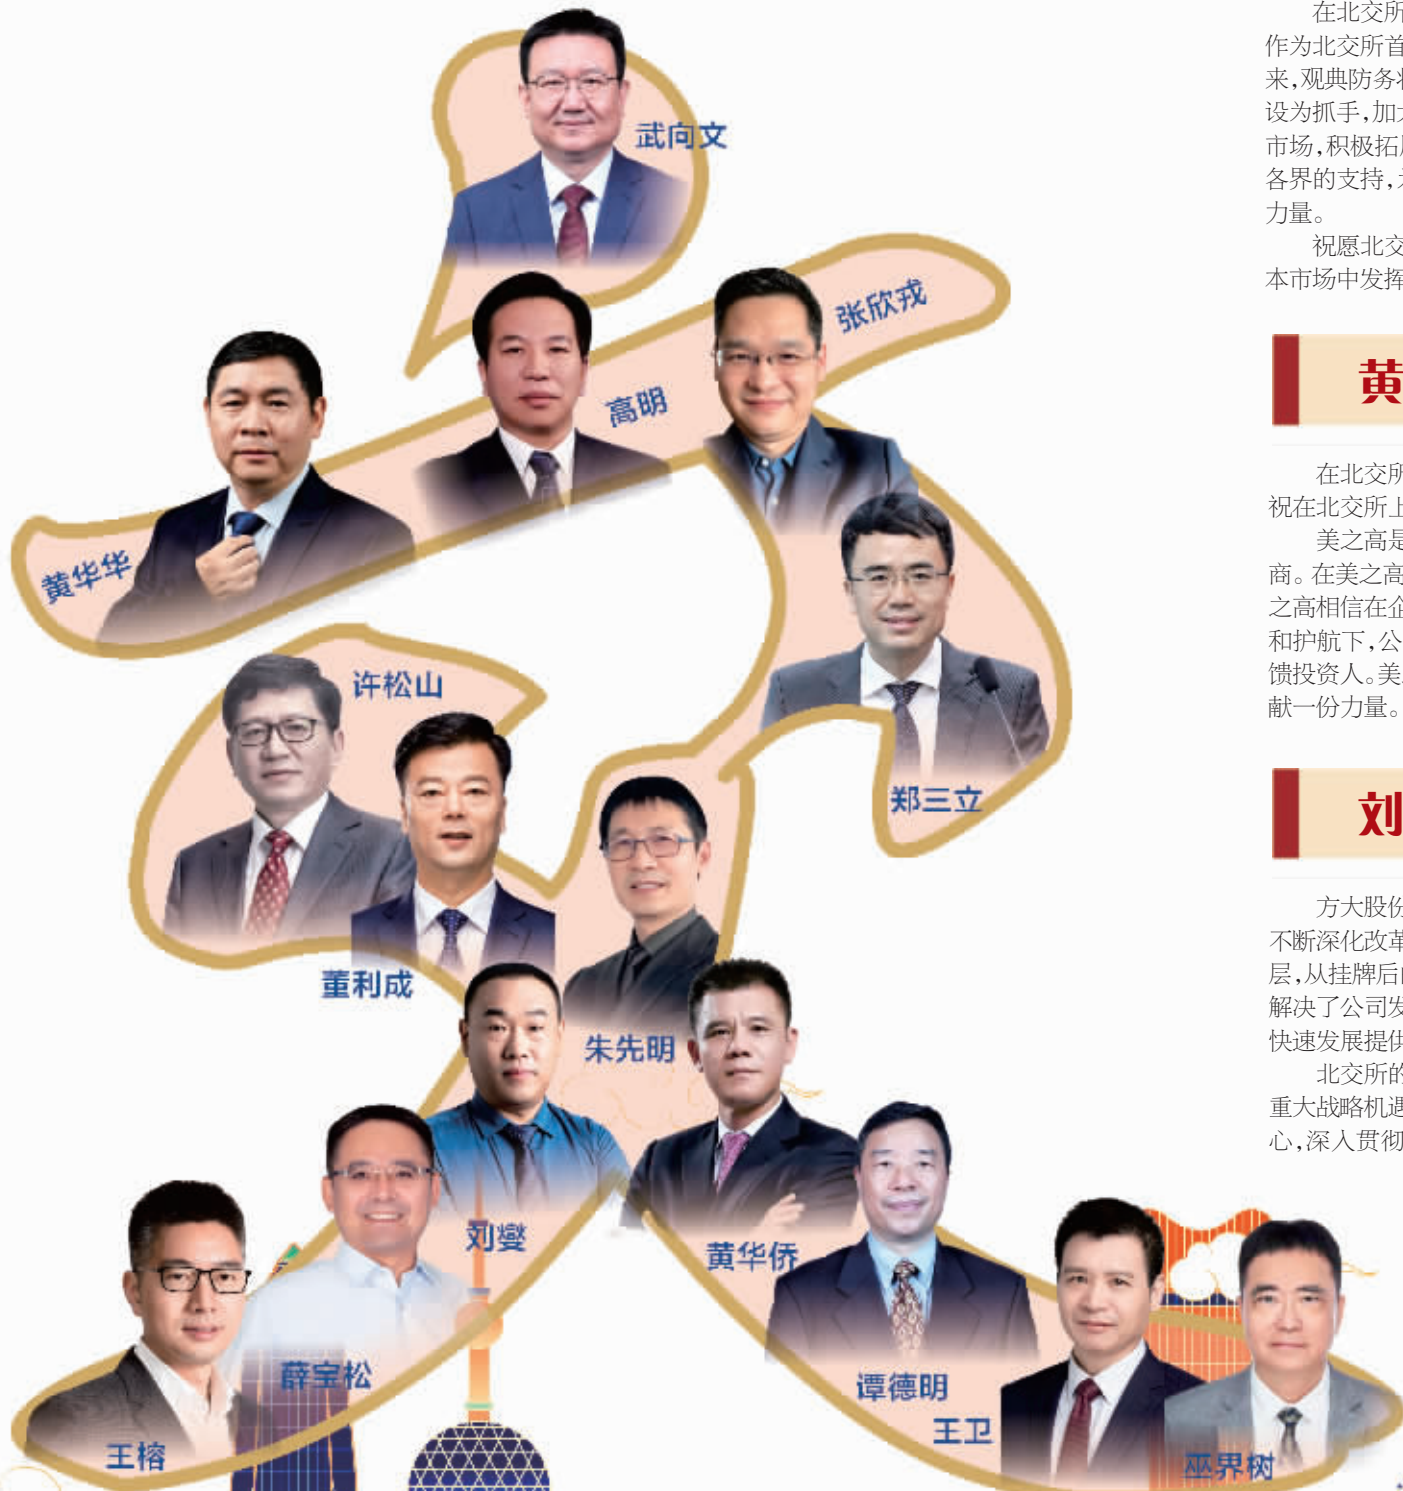 武向文
张欣戎
高明
黄华华
许松山
郑三立
董利成
朱先明
刘燮
黄华侨
薛宝松
谭德明
王卫
王榕
巫界树
在北交所
作为北交所首
来,观典防务
设为抓手,加
市场,积极拓
各界的支持,
力量。
祝愿北交
本市场中发挥
黄
在北交所
祝在北交所上
美之高是
商。在美之高
之高相信在企
和护航下,公
馈投资人。美
献一份力量。
刘
方大股份
不断深化改革
层,从挂牌后
解决了公司发
快速发展提供
北交所的
重大战略机遇
心,深入贯彻